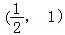 (1/2, 1)